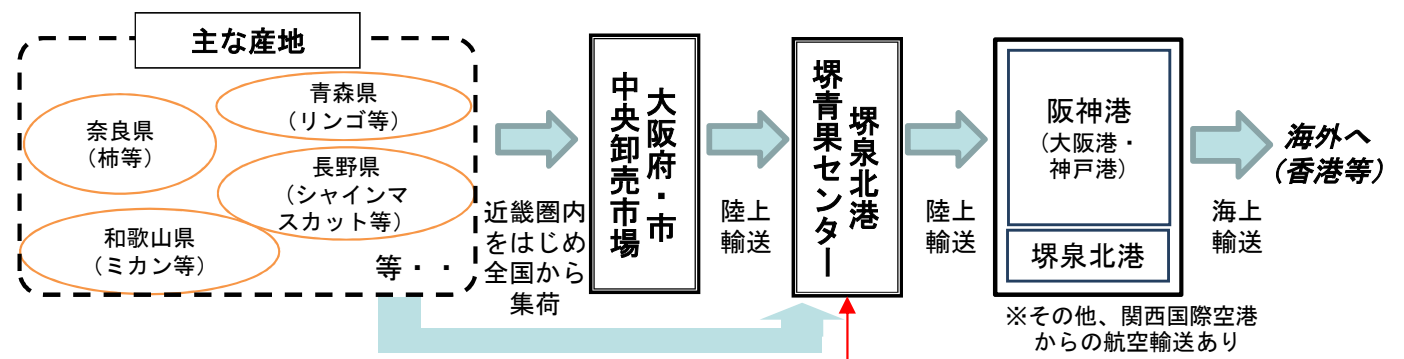 主な産地
青森県
（リンゴ等）
奈良県
（柿等）
長野県
（シャインマ
スカット等）
和歌山県
（ミカン等）
等・・
近畿圏内
をはじめ
全国から
集荷
大阪府・市
中央卸売市場
陸上
輸送
堺泉北港
堺青果センター
陸上
輸送
阪神港
（大阪港・
神戸港）
堺泉北港
※その他、関西国際空港
からの航空輸送あり
海上
輸送
海外へ
（香港等）